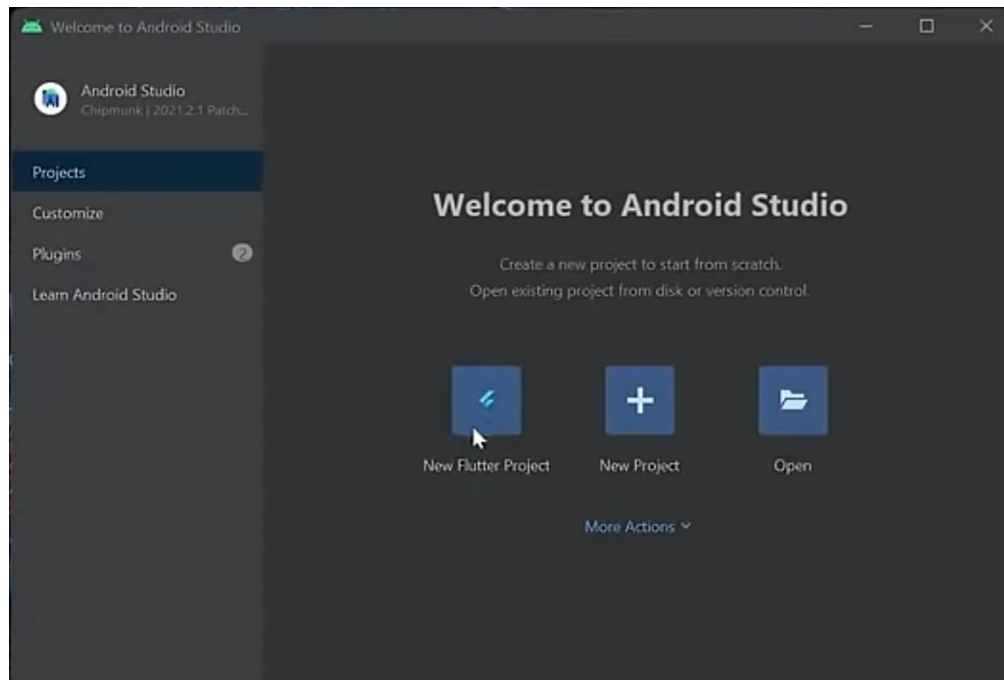 Welcome to Android Studio
Android Studio
Chipmunk | 2021.2.1 Patch...
Projects
Customize
Plugins
2
Learn Android Studio
Welcome to Android Studio
Create a new project to start from scratch.
Open existing project from disk or version control.
New Flutter Project
New Project
Open
More Actions